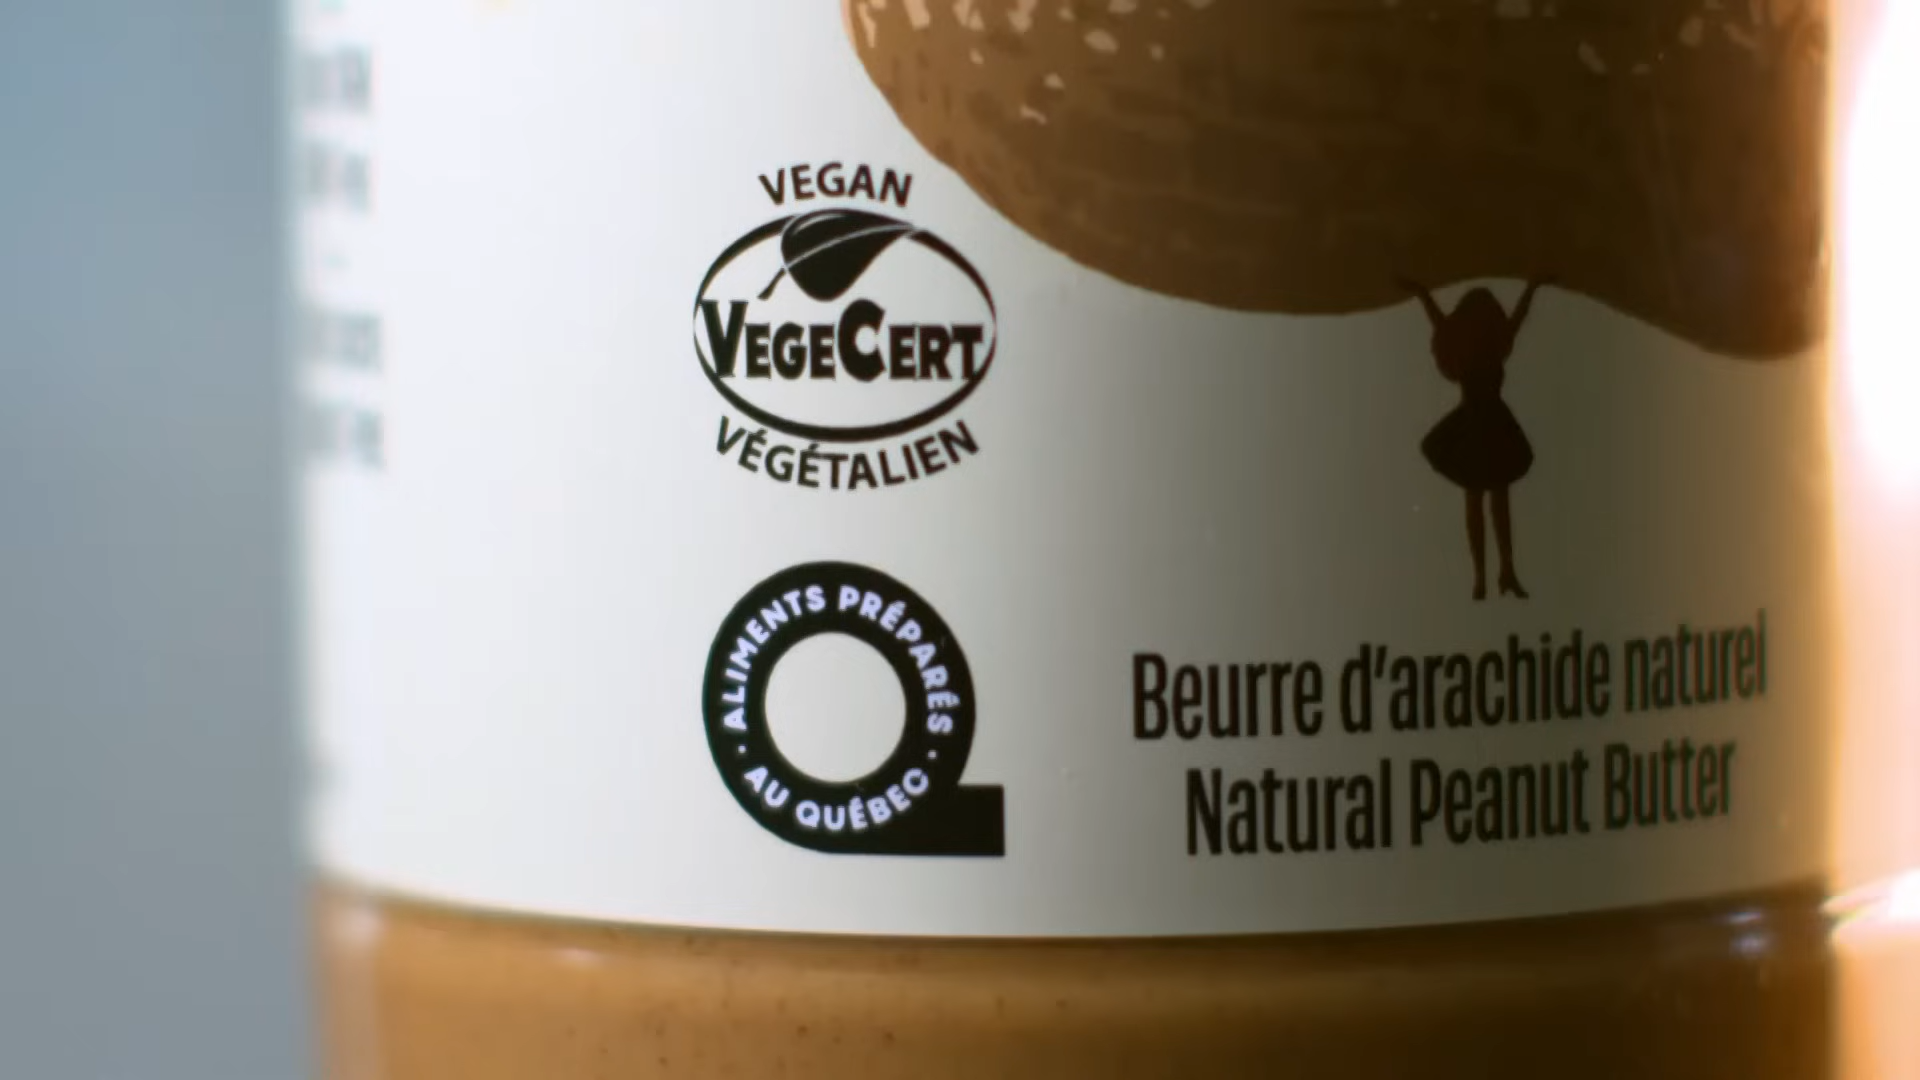 VEGAN
VEGECERT
VÉGÉTALIEN
· ALIMENTS PRÉPARÉS ·
AU QUÉBEC
Beurre d'arachide naturel
Natural Peanut Butter